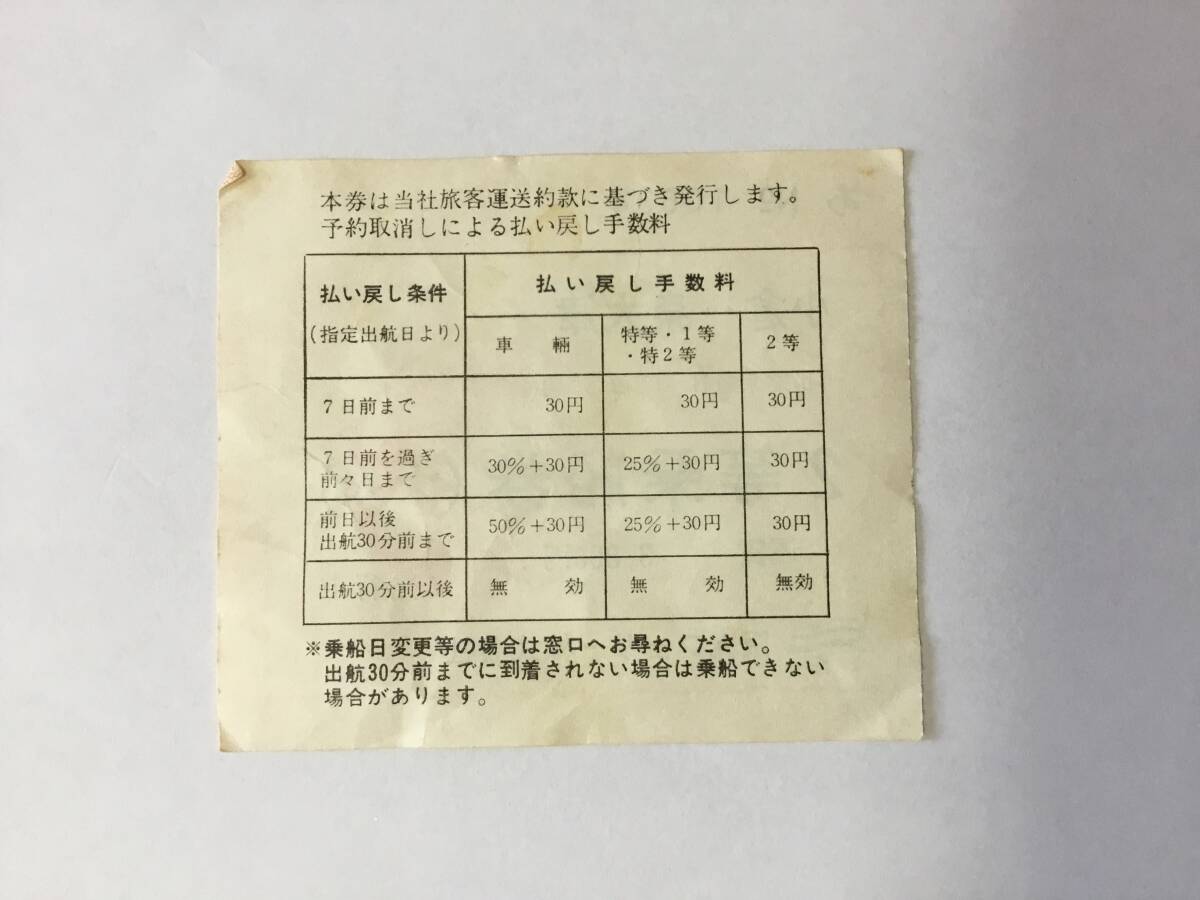 本券は当社旅客運送約款に基づき発行します。
予約取消しによる払い戻し手数料
払い戻し条件
(指定出航日より)
払い戻し手数料
車輛
特等・1等
・特2等
2等
7日前まで
30円
30円
30円
7日前を過ぎ
前々日まで
30%+30円
25%+30円
30円
前日以後
出航30分前まで
50%+30円
25%+30円
30円
出航30分前以後
無効
無効
無効
※乗船日変更等の場合は窓口へお尋ねください。
出航30分前までに到着されない場合は乗船できない
場合があります。